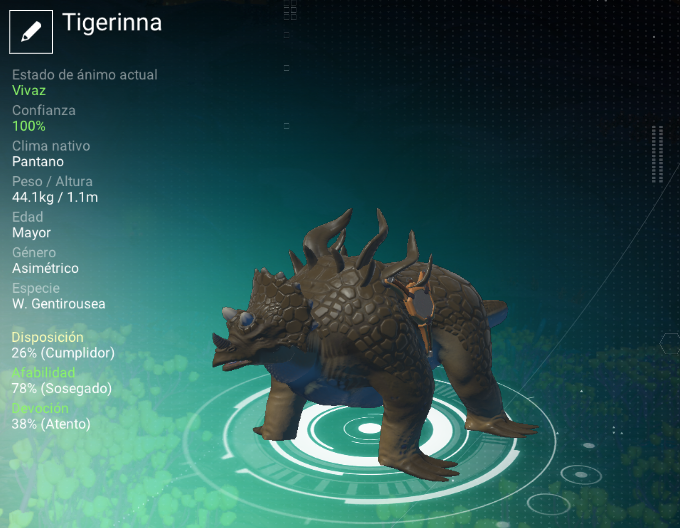 Tigerinna
Estado de ánimo actual
Vivaz
Confianza
100%
Clima nativo
Pantano
Peso / Altura
44.1kg / 1.1m
Edad
Mayor
Género
Asimétrico
Especie
W. Gentirousea
Disposición
26% (Cumplidor)
Afabilidad
78% (Sosegado)
Devoción
38% (Atento)